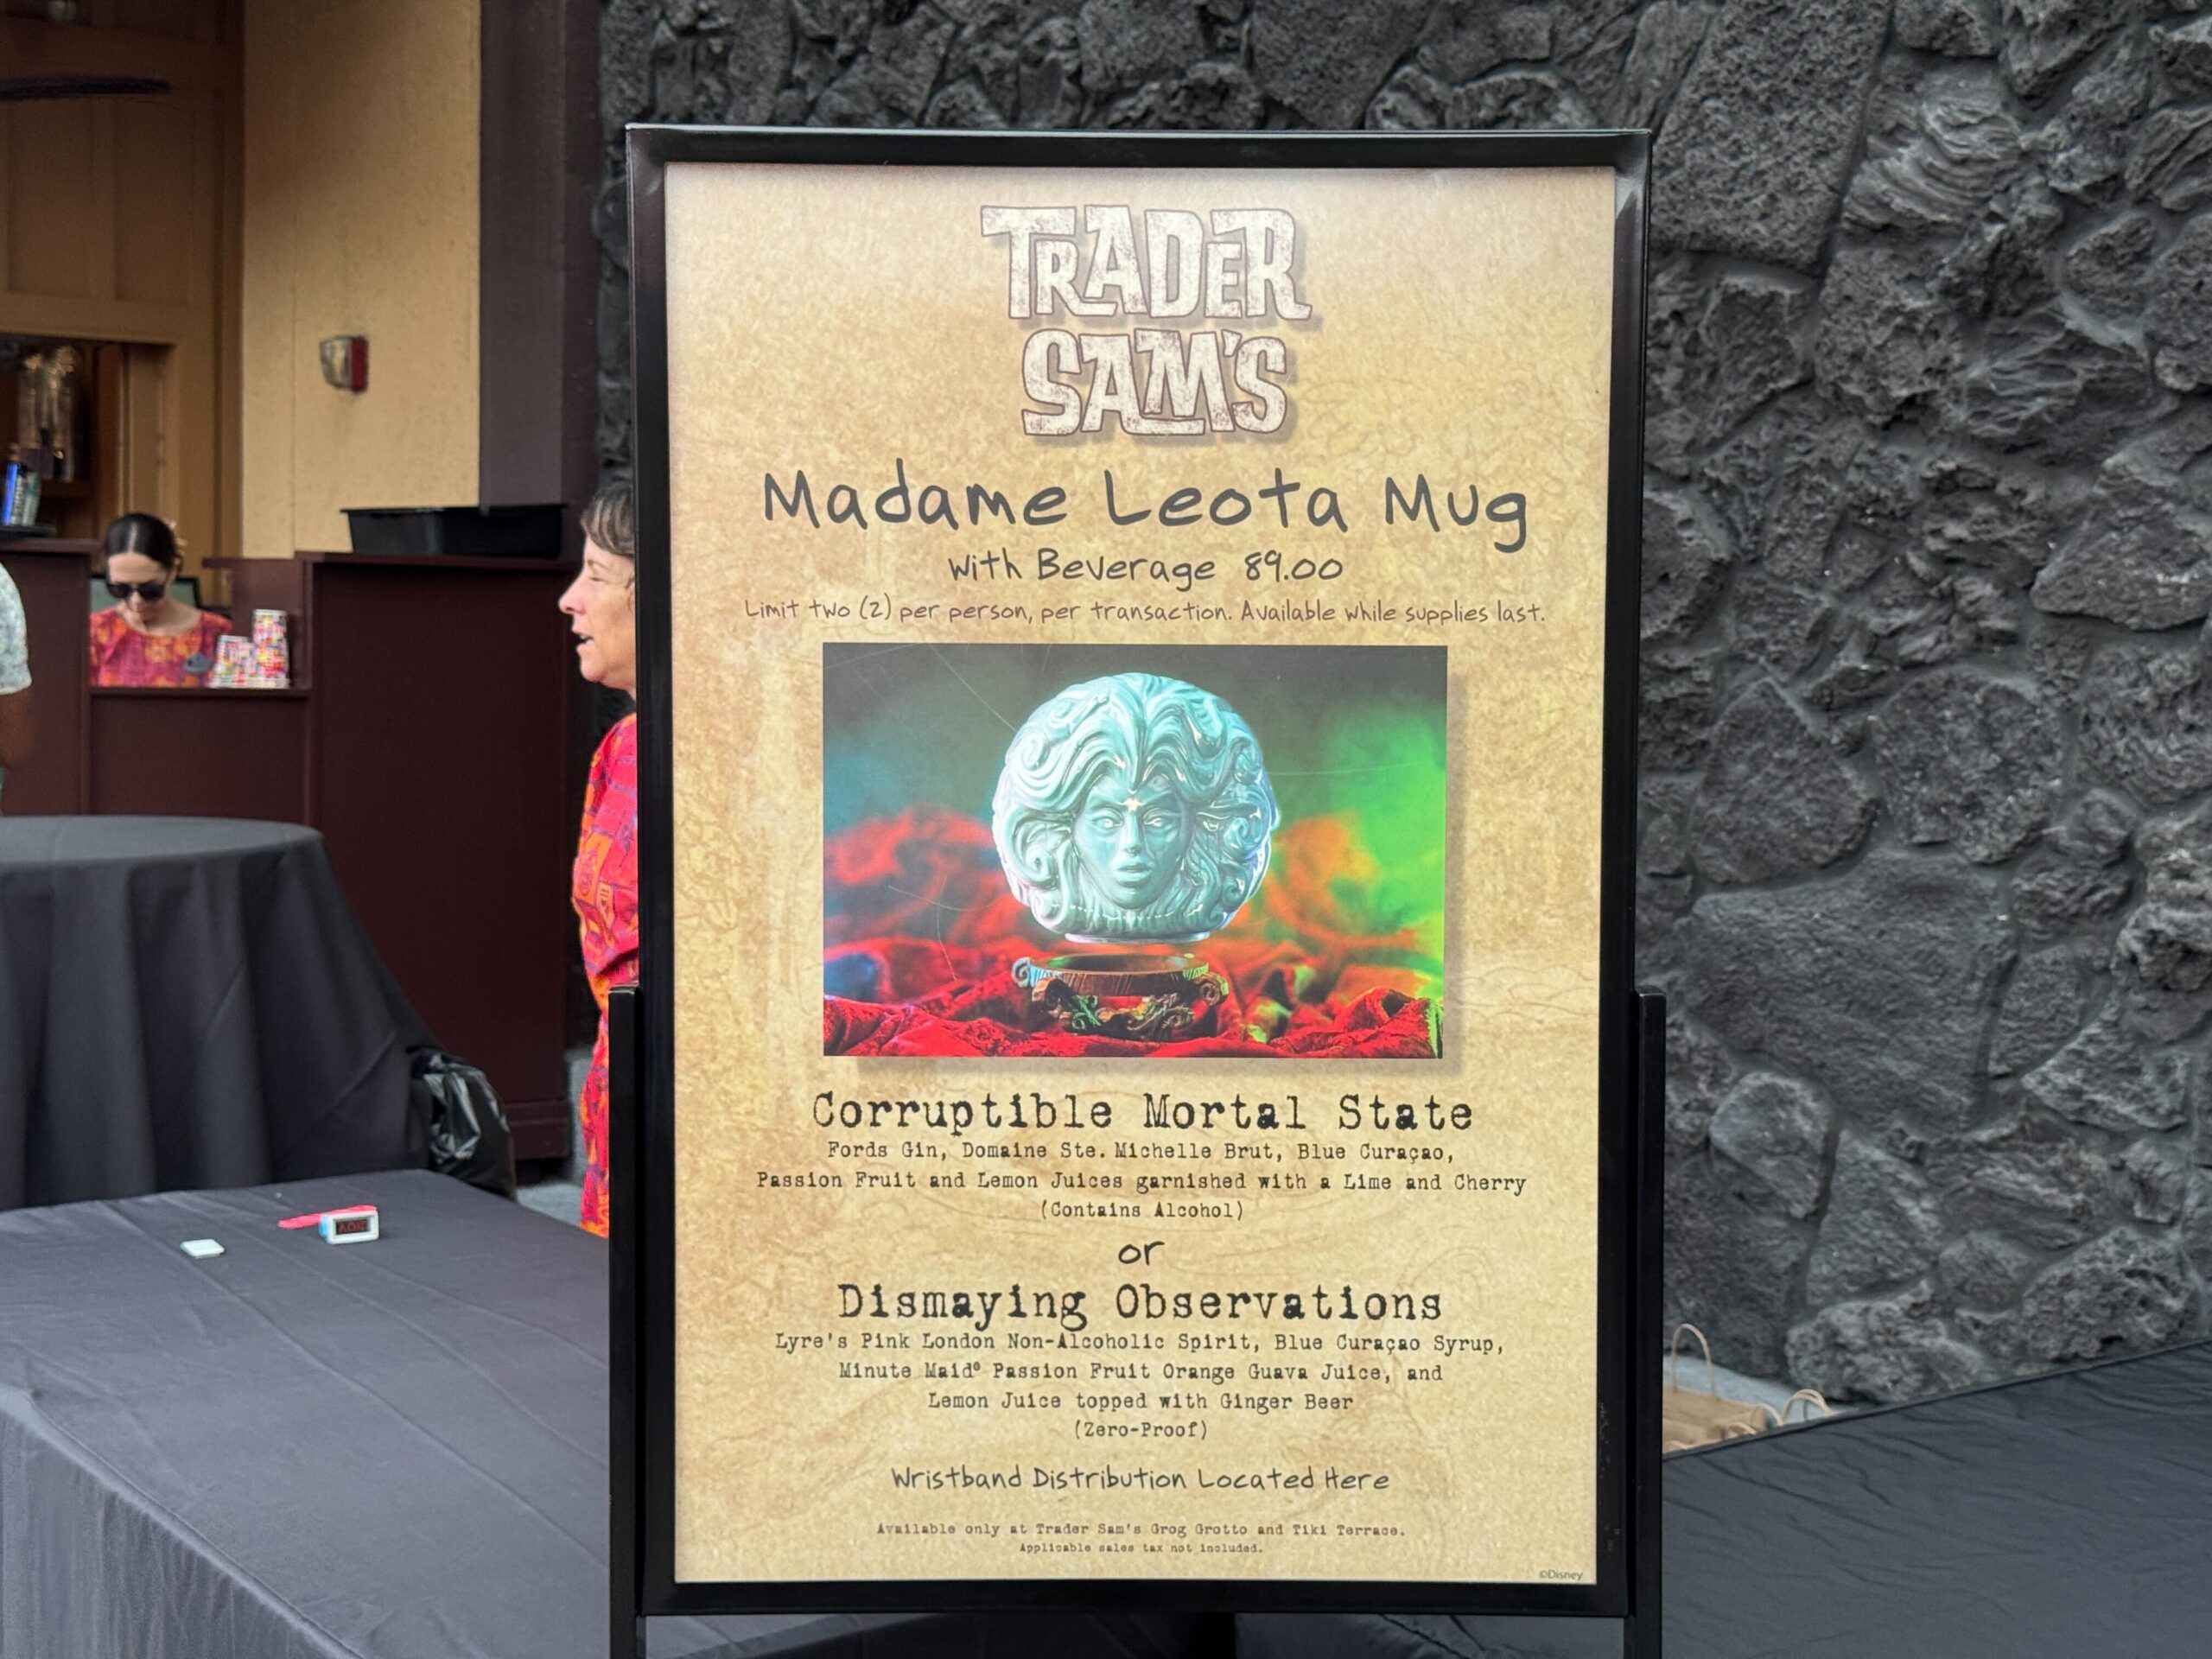 TRADER
SAM'S
Madame Leota Mug
With Beverage 89.00
Limit two (2) per person, per transaction. Available while supplies last.
Corruptible Mortal State
Fords Gin, Domaine Ste. Michelle Brut, Blue Curaçao,
Passion Fruit and Lemon Juices garnished with a Lime and Cherry
(Contains Alcohol)
or
Dismaying Observations
Lyre's Pink London Non-Alcoholic Spirit, Blue Curaçao Syrup,
Minute Maid® Passion Fruit Orange Guava Juice, and
Lemon Juice topped with Ginger Beer
(Zero-Proof)
Wristband Distribution Located Here
Available only at Trader Sam's Grog Grotto and Tiki Terrace.
Applicable sales tax not included.
©Disney